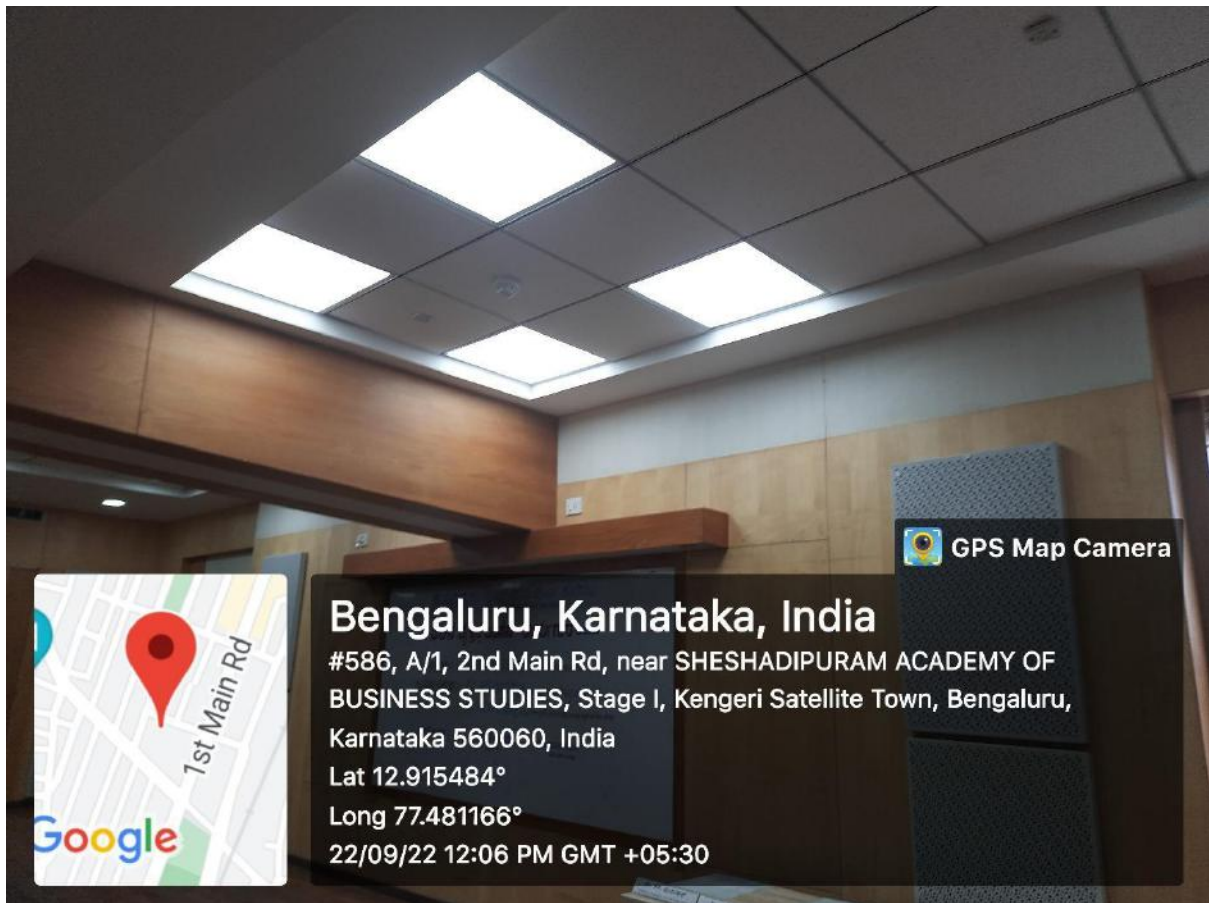 GPS Map Camera
Bengaluru, Karnataka, India
#586, A/1, 2nd Main Rd, near SHESHADIPURAM ACADEMY OF
BUSINESS STUDIES, Stage I, Kengeri Satellite Town, Bengaluru,
Karnataka 560060, India
Lat 12.915484°
Long 77.481166°
22/09/22 12:06 PM GMT +05:30
1st Main Rd
Google